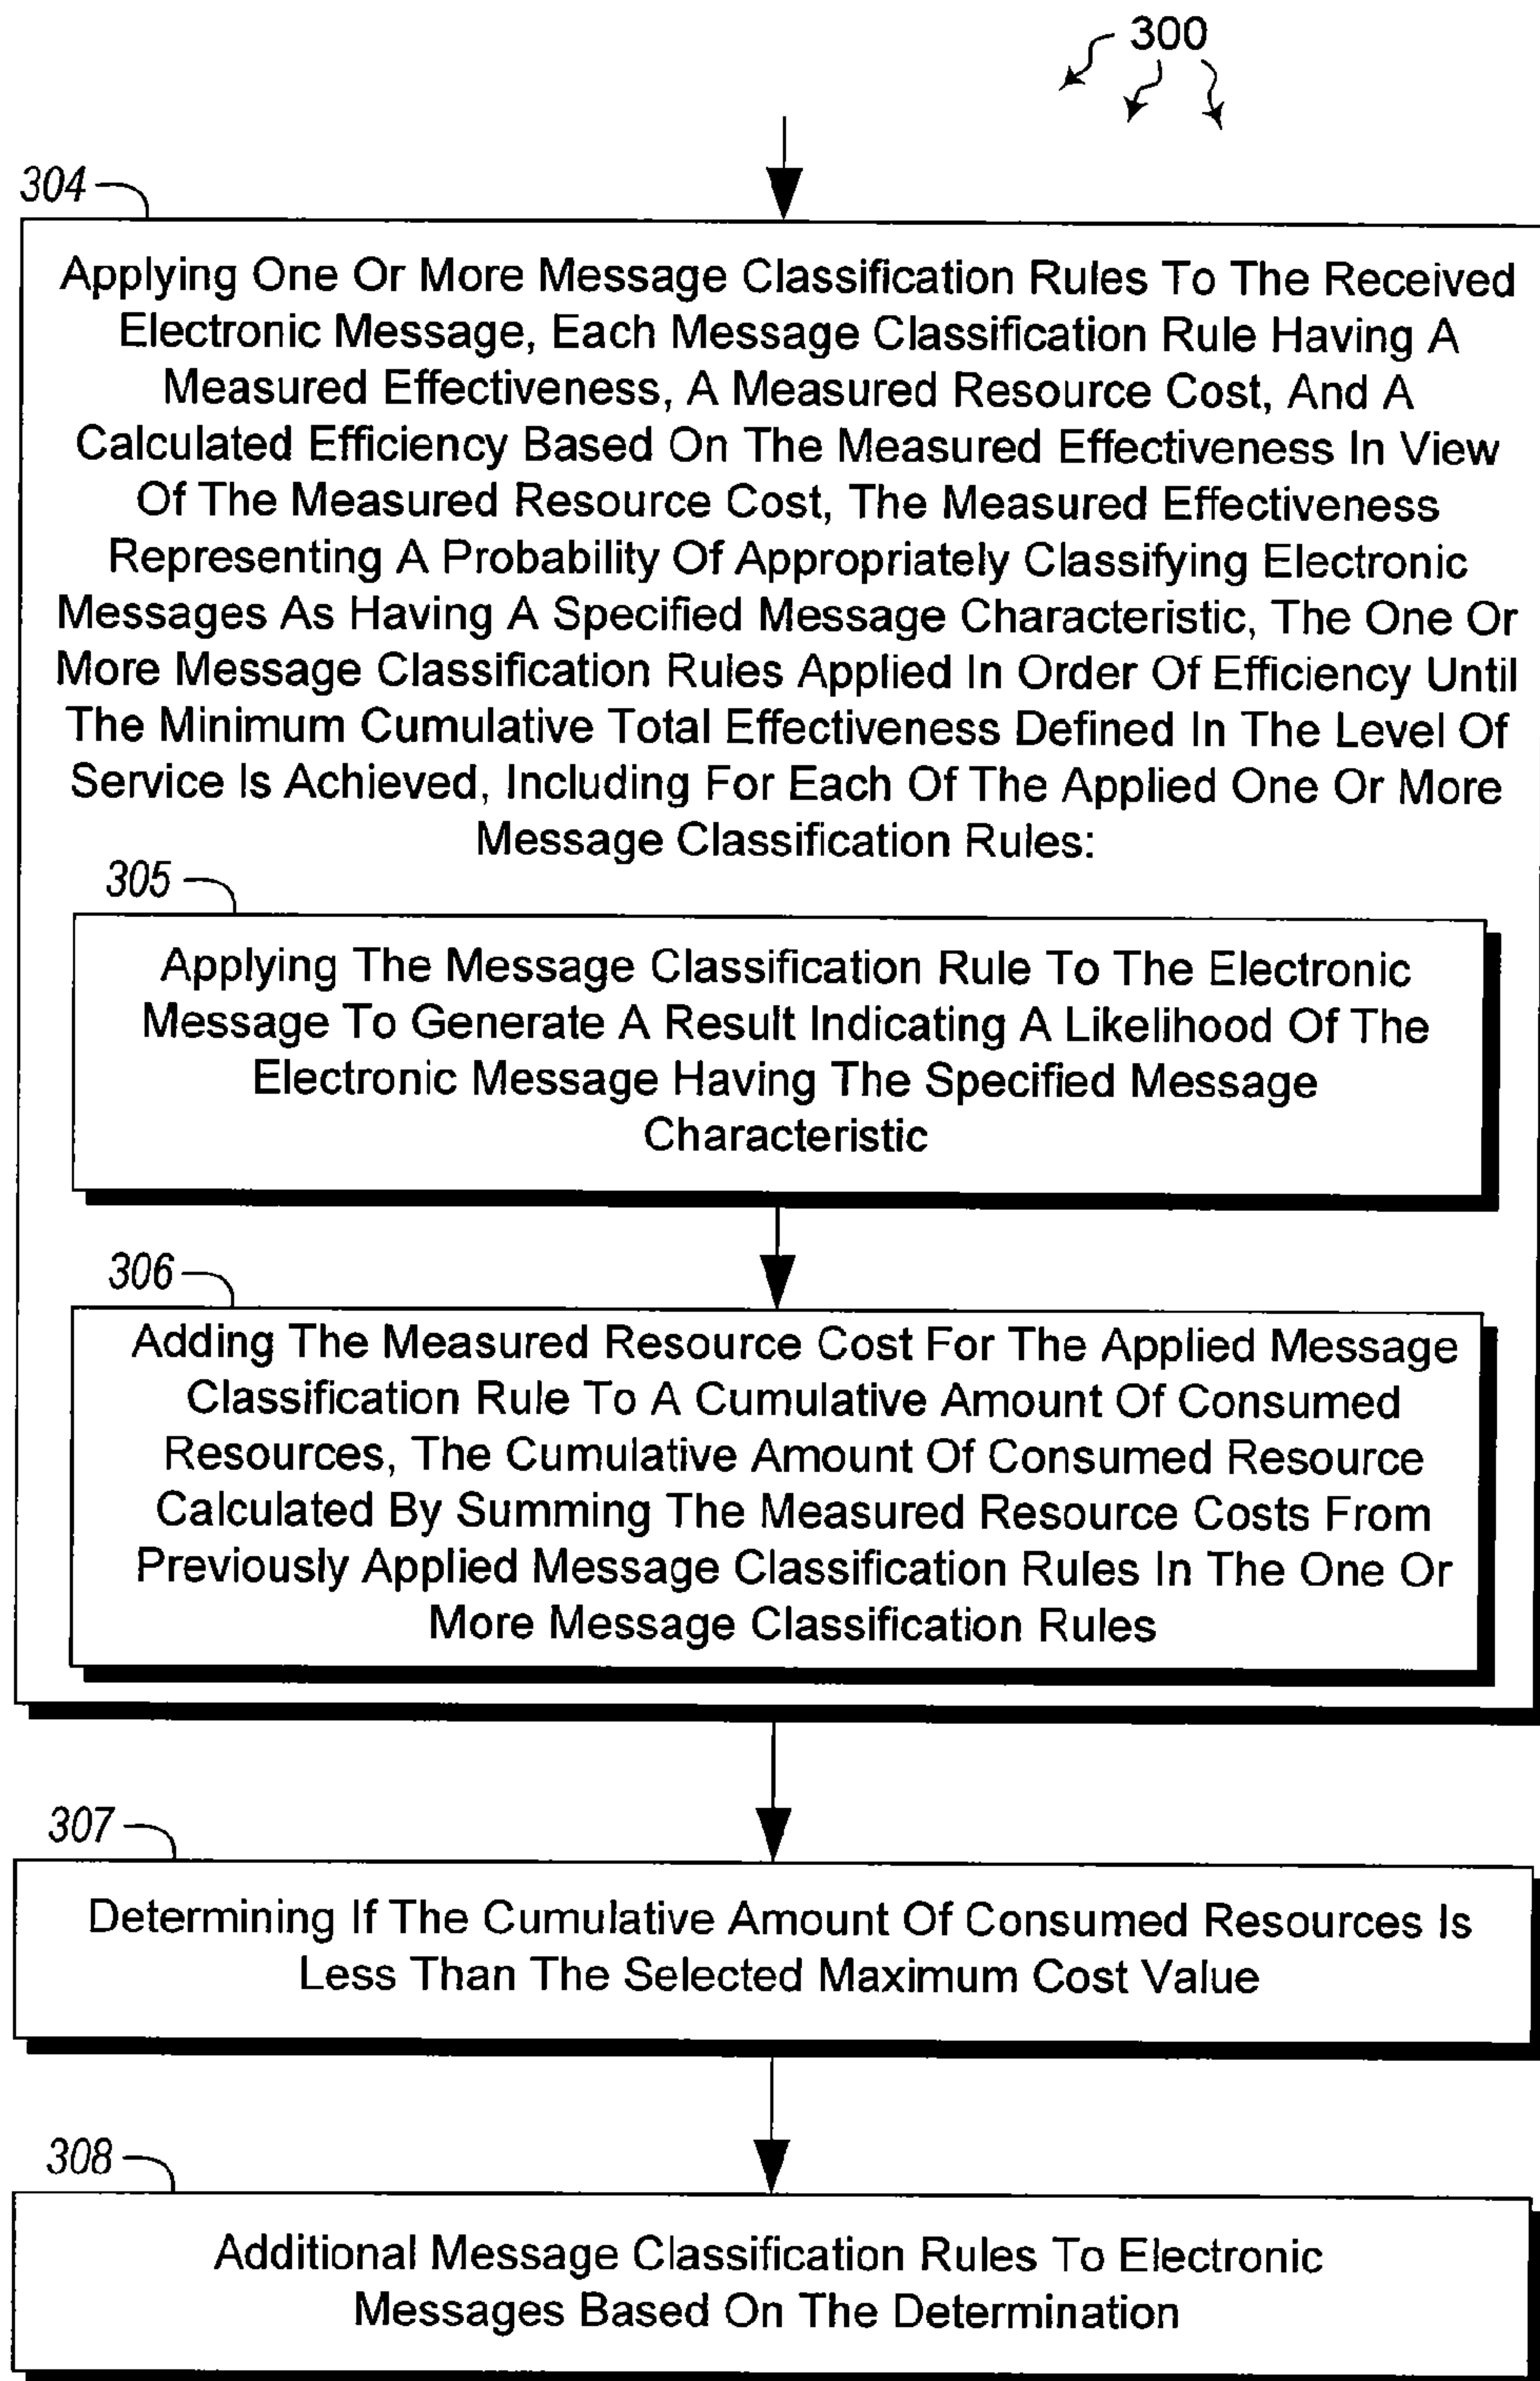 300
304
Applying One Or More Message Classification Rules To The Received
Electronic Message, Each Message Classification Rule Having A
Measured Effectiveness, A Measured Resource Cost, And A
Calculated Efficiency Based On The Measured Effectiveness In View
Of The Measured Resource Cost, The Measured Effectiveness
Representing A Probability Of Appropriately Classifying Electronic
Messages As Having A Specified Message Characteristic, The One Or
More Message Classification Rules Applied In Order Of Efficiency Until
The Minimum Cumulative Total Effectiveness Defined In The Level Of
Service Is Achieved, Including For Each Of The Applied One Or More
Message Classification Rules:
305
Applying The Message Classification Rule To The Electronic
Message To Generate A Result Indicating A Likelihood Of The
Electronic Message Having The Specified Message
Characteristic
306
Adding The Measured Resource Cost For The Applied Message
Classification Rule To A Cumulative Amount Of Consumed
Resources, The Cumulative Amount Of Consumed Resource
Calculated By Summing The Measured Resource Costs From
Previously Applied Message Classification Rules In The One Or
More Message Classification Rules
307
Determining If The Cumulative Amount Of Consumed Resources Is
Less Than The Selected Maximum Cost Value
308
Additional Message Classification Rules To Electronic
Messages Based On The Determination